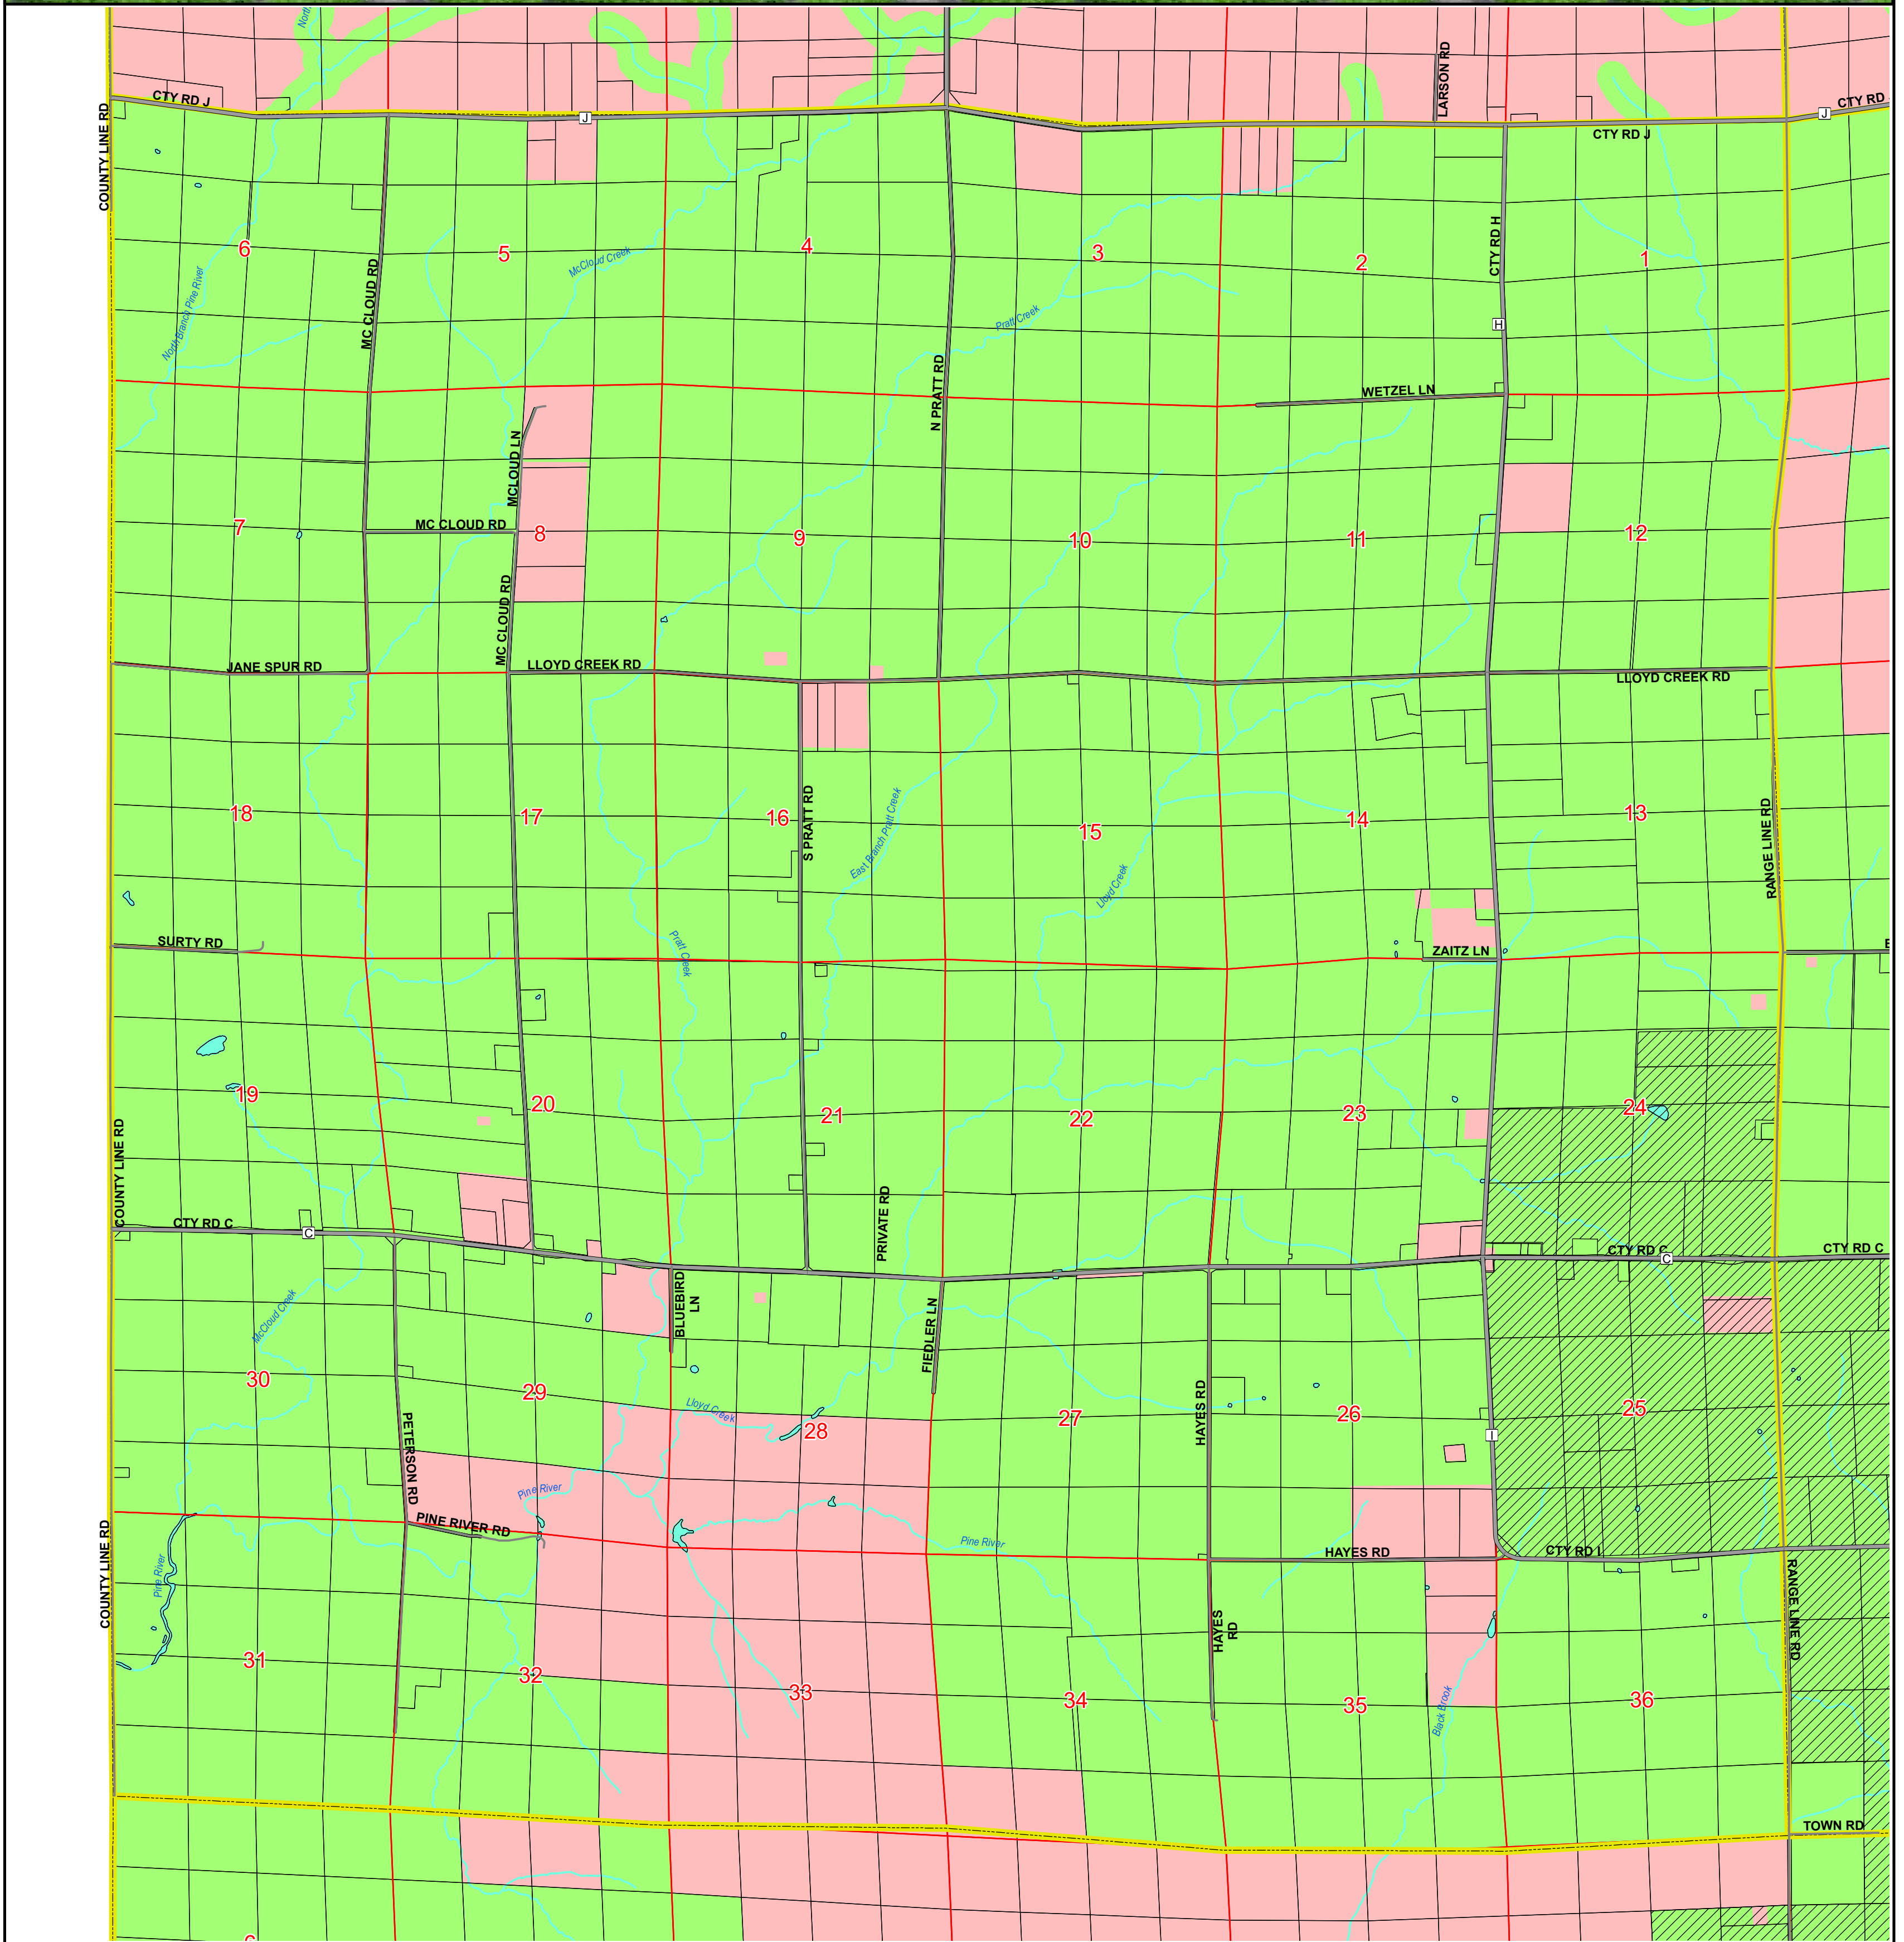 North
CTY RD J
COUNTY LINE RD
J
LARSON RD
J
CTY RD
CTY RD J
6
5
4
3
2
1
CTY RD H
McCloud Creek
North Branch Pine River
MC CLOUD RD
Pratt Creek
H
N PRATT RD
WETZEL LN
MCLOUD LN
7
MC CLOUD RD
8
9
10
11
12
MC CLOUD RD
JANE SPUR RD
LLOYD CREEK RD
LLOYD CREEK RD
18
17
16
S PRATT RD
East Branch Pratt Creek
15
14
13
RANGE LINE RD
Lloyd Creek
Pratt Creek
SURTY RD
ZAITZ LN
E
19
20
21
22
23
24
COUNTY LINE RD
CTY RD C
C
PRIVATE RD
CTY RD C
C
CTY RD C
McCloud Creek
BLUEBIRD
LN
FIEDLER LN
30
29
Lloyd Creek
28
27
HAYES RD
26
25
I
PETERSON RD
Pine River
PINE RIVER RD
Pine River
COUNTY LINE RD
Pine River
HAYES RD
CTY RD I
RANGE LINE RD
HAYES
RD
31
32
33
34
35
36
Black Brook
TOWN RD
6